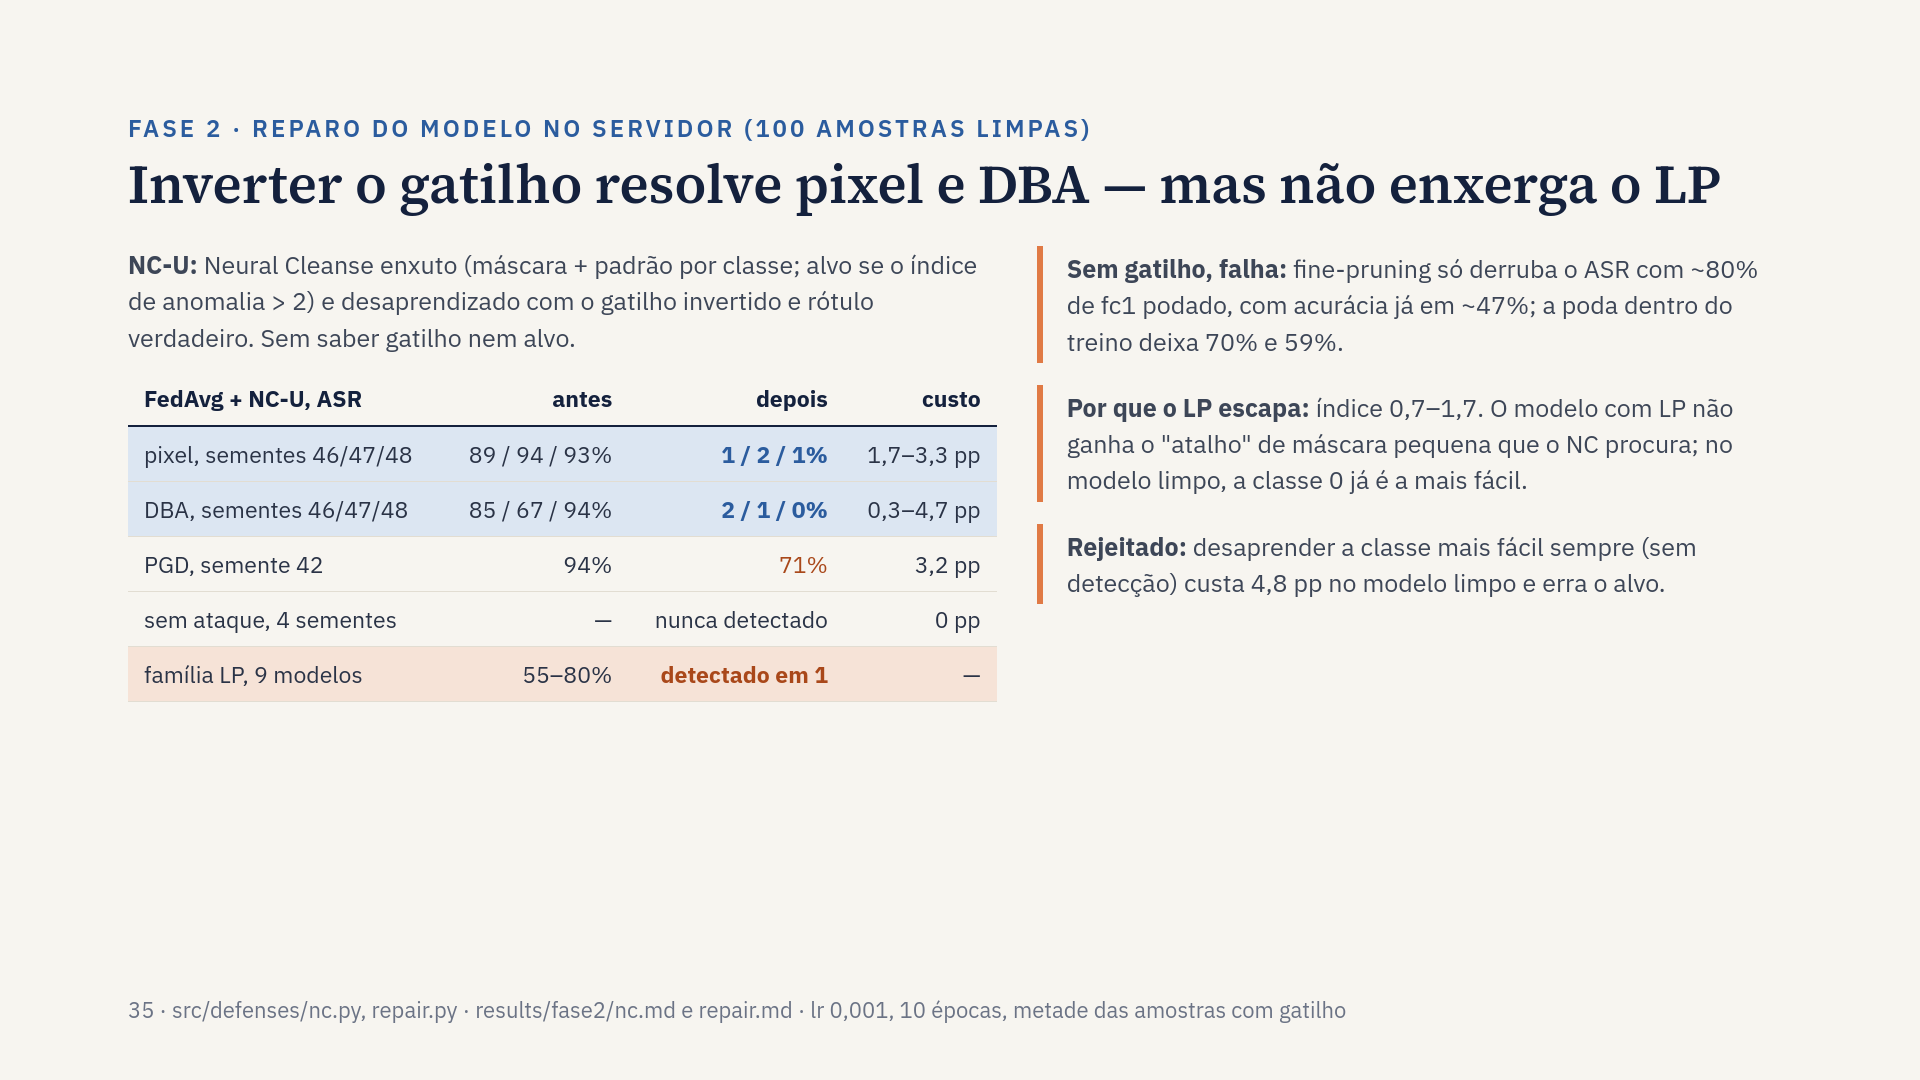 FASE 2 · REPARO DO MODELO NO SERVIDOR (100 AMOSTRAS LIMPAS)
Inverter o gatilho resolve pixel e DBA — mas não enxerga o LP
NC-U: Neural Cleanse enxuto (máscara + padrão por classe; alvo se o índice
de anomalia > 2) e desaprendizado com o gatilho invertido e rótulo
verdadeiro. Sem saber gatilho nem alvo.
FedAvg + NC-U, ASR antes depois custo
pixel, sementes 46/47/48 89 / 94 / 93% 1 / 2 / 1% 1,7–3,3 pp
DBA, sementes 46/47/48 85 / 67 / 94% 2 / 1 / 0% 0,3–4,7 pp
PGD, semente 42 94% 71% 3,2 pp
sem ataque, 4 sementes — nunca detectado 0 pp
família LP, 9 modelos 55–80% detectado em 1 —
Sem gatilho, falha: fine-pruning só derruba o ASR com ~80%
de fc1 podado, com acurácia já em ~47%; a poda dentro do
treino deixa 70% e 59%.
Por que o LP escapa: índice 0,7–1,7. O modelo com LP não
ganha o "atalho" de máscara pequena que o NC procura; no
modelo limpo, a classe 0 já é a mais fácil.
Rejeitado: desaprender a classe mais fácil sempre (sem
detecção) custa 4,8 pp no modelo limpo e erra o alvo.
35 · src/defenses/nc.py, repair.py · results/fase2/nc.md e repair.md · lr 0,001, 10 épocas, metade das amostras com gatilho